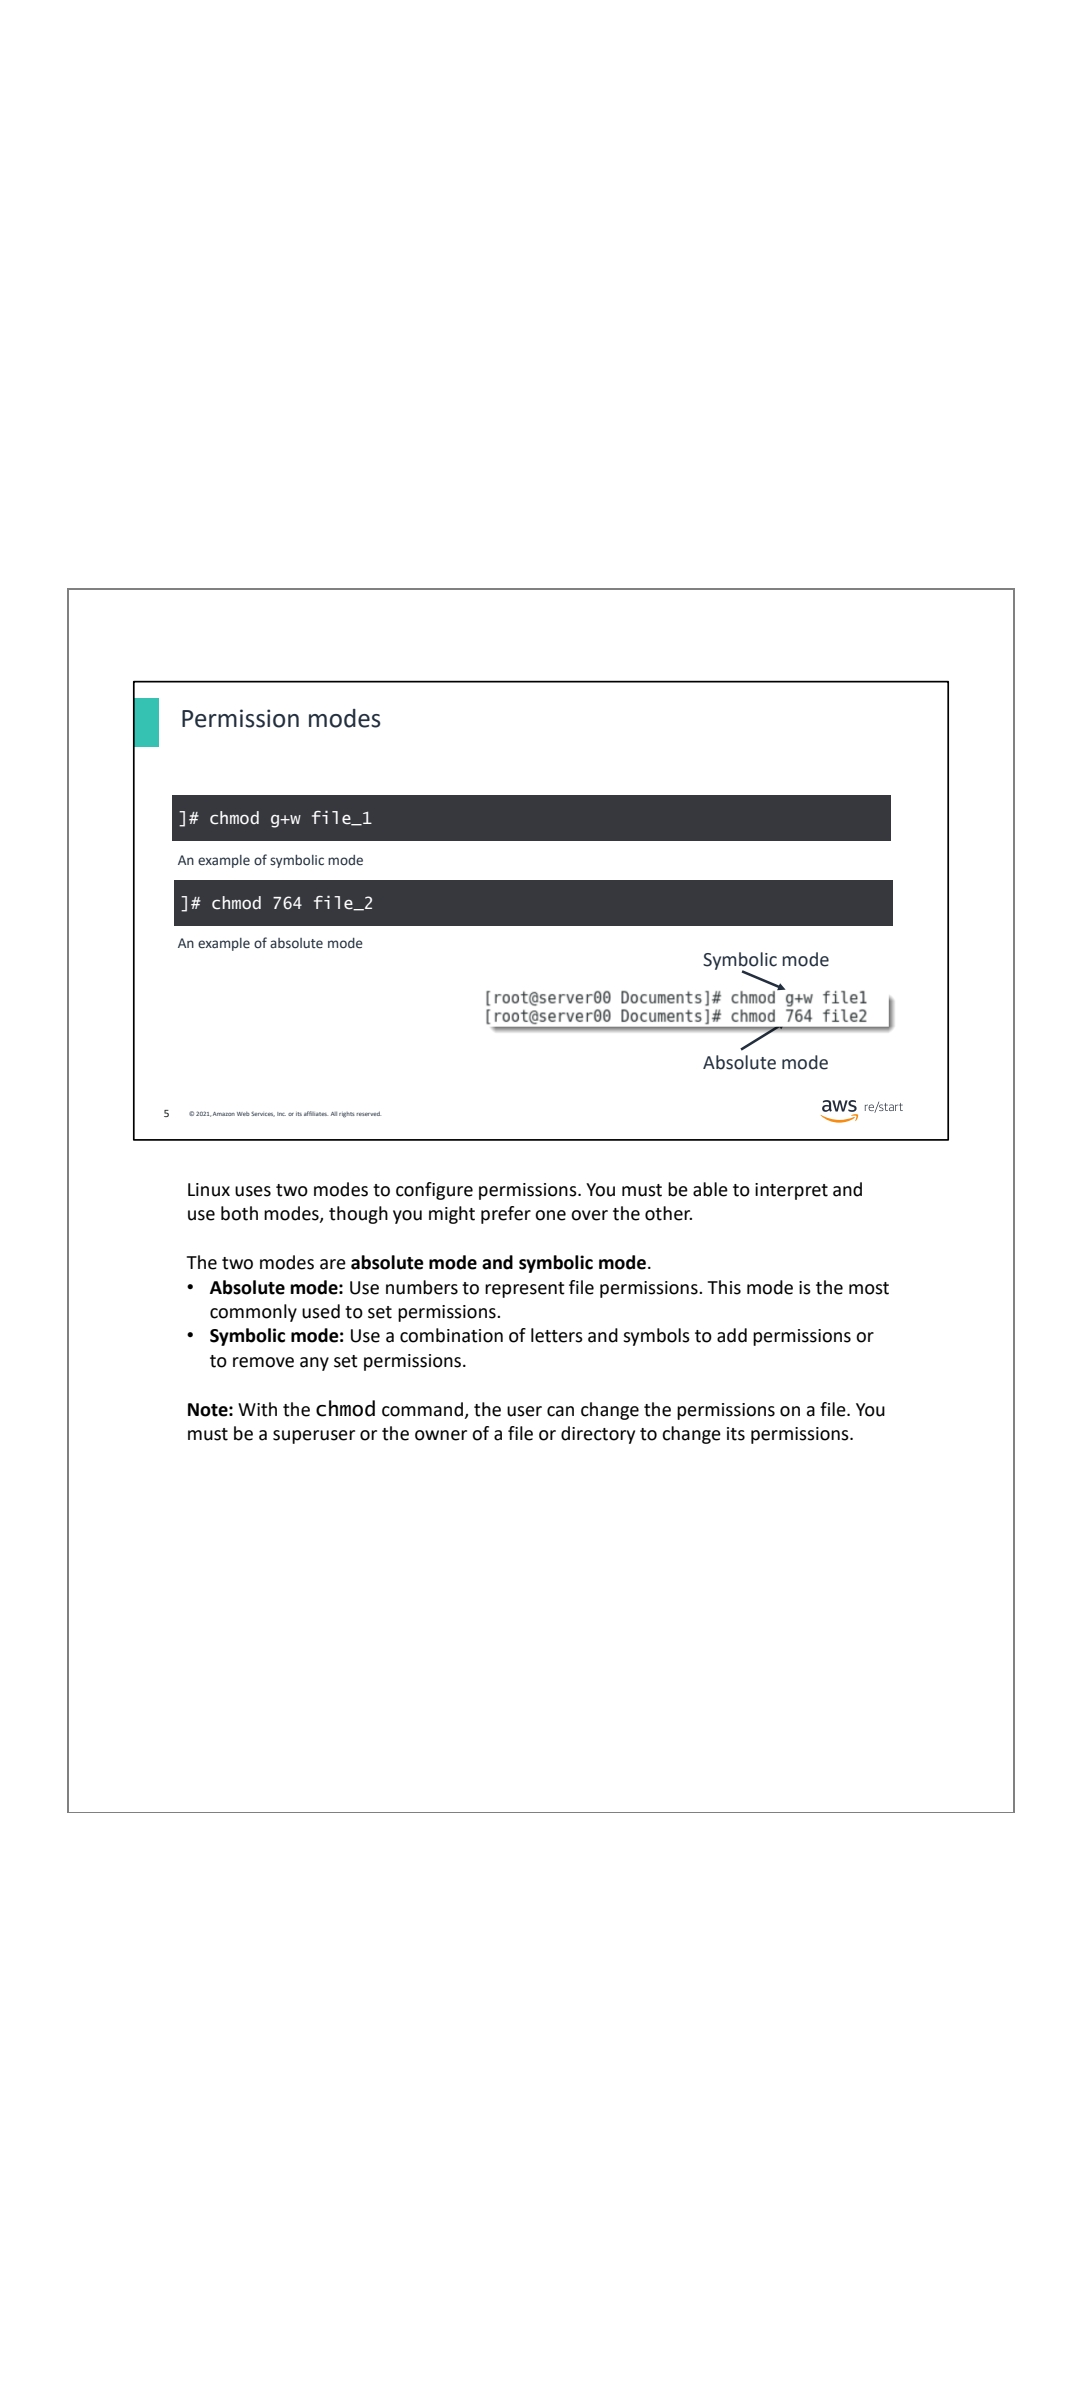 Permission modes
]# chmod g+w file_1
An example of symbolic mode
]# chmod 764 file_2
An example of absolute mode
Symbolic mode
[root@server00 Documents]# chmod g+w file1
[root@server00 Documents]# chmod 764 file2
Absolute mode
5 © 2021, Amazon Web Services, Inc. or its affiliates. All rights reserved.
aws re/start
Linux uses two modes to configure permissions. You must be able to interpret and
use both modes, though you might prefer one over the other.
The two modes are absolute mode and symbolic mode.
• Absolute mode: Use numbers to represent file permissions. This mode is the most
commonly used to set permissions.
• Symbolic mode: Use a combination of letters and symbols to add permissions or
to remove any set permissions.
Note: With the chmod command, the user can change the permissions on a file. You
must be a superuser or the owner of a file or directory to change its permissions.